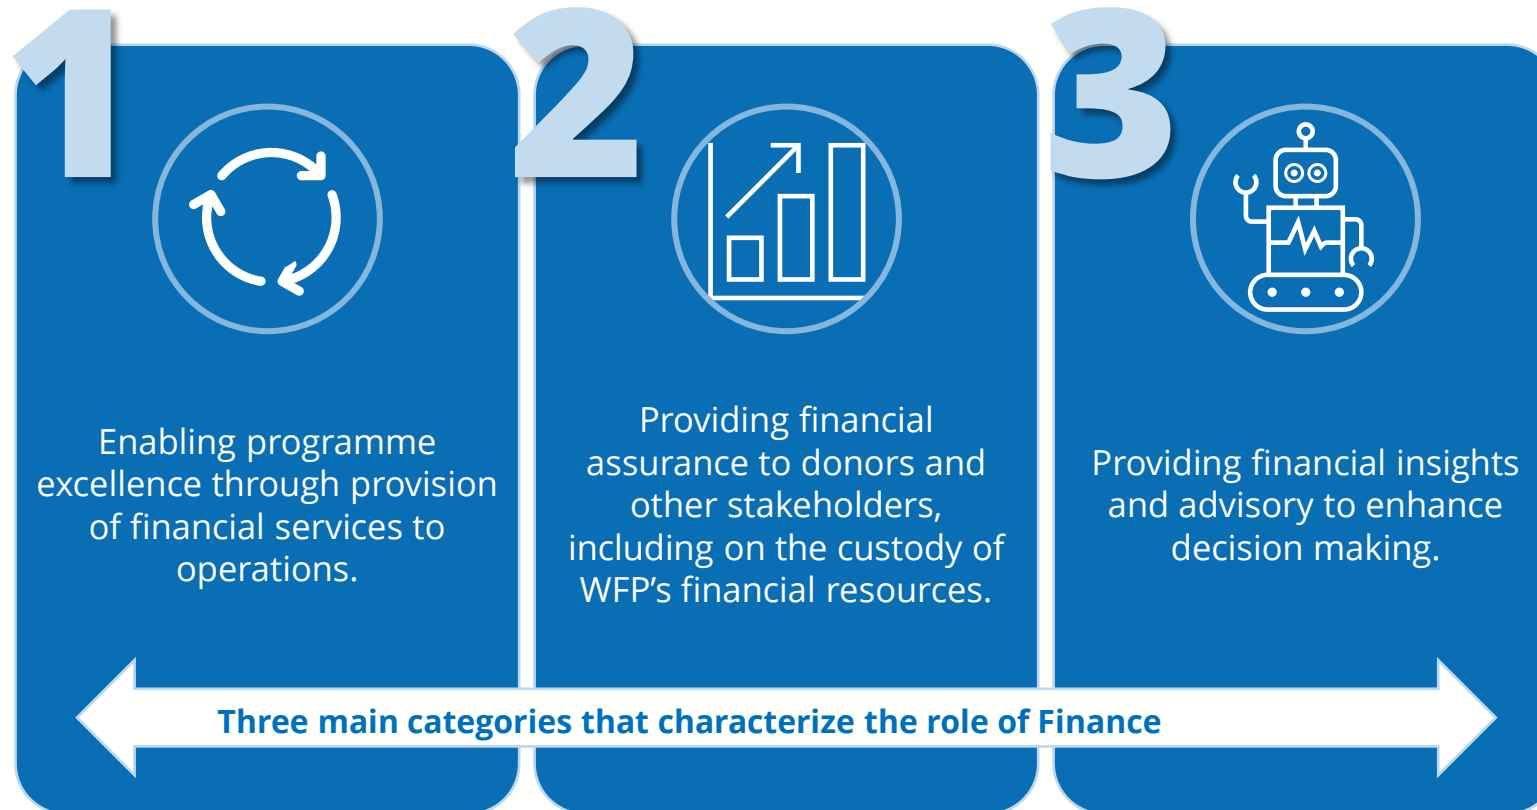 1
Enabling programme
excellence through provision
of financial services to
operations.
2
Providing financial
assurance to donors and
other stakeholders,
including on the custody of
WFP’s financial resources.
3
Providing financial insights
and advisory to enhance
decision making.
Three main categories that characterize the role of Finance